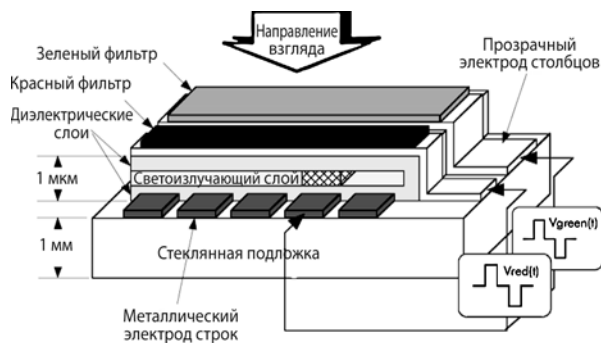 Направление
взгляда
Зеленый фильтр
Прозрачный
электрод столбцов
Красный фильтр
Диэлектрические
слои
1 мкм
Светоизлучающий слой
1 мм
Стеклянная подложка
Vgreen(t)
Vred(t)
Металлический
электрод строк